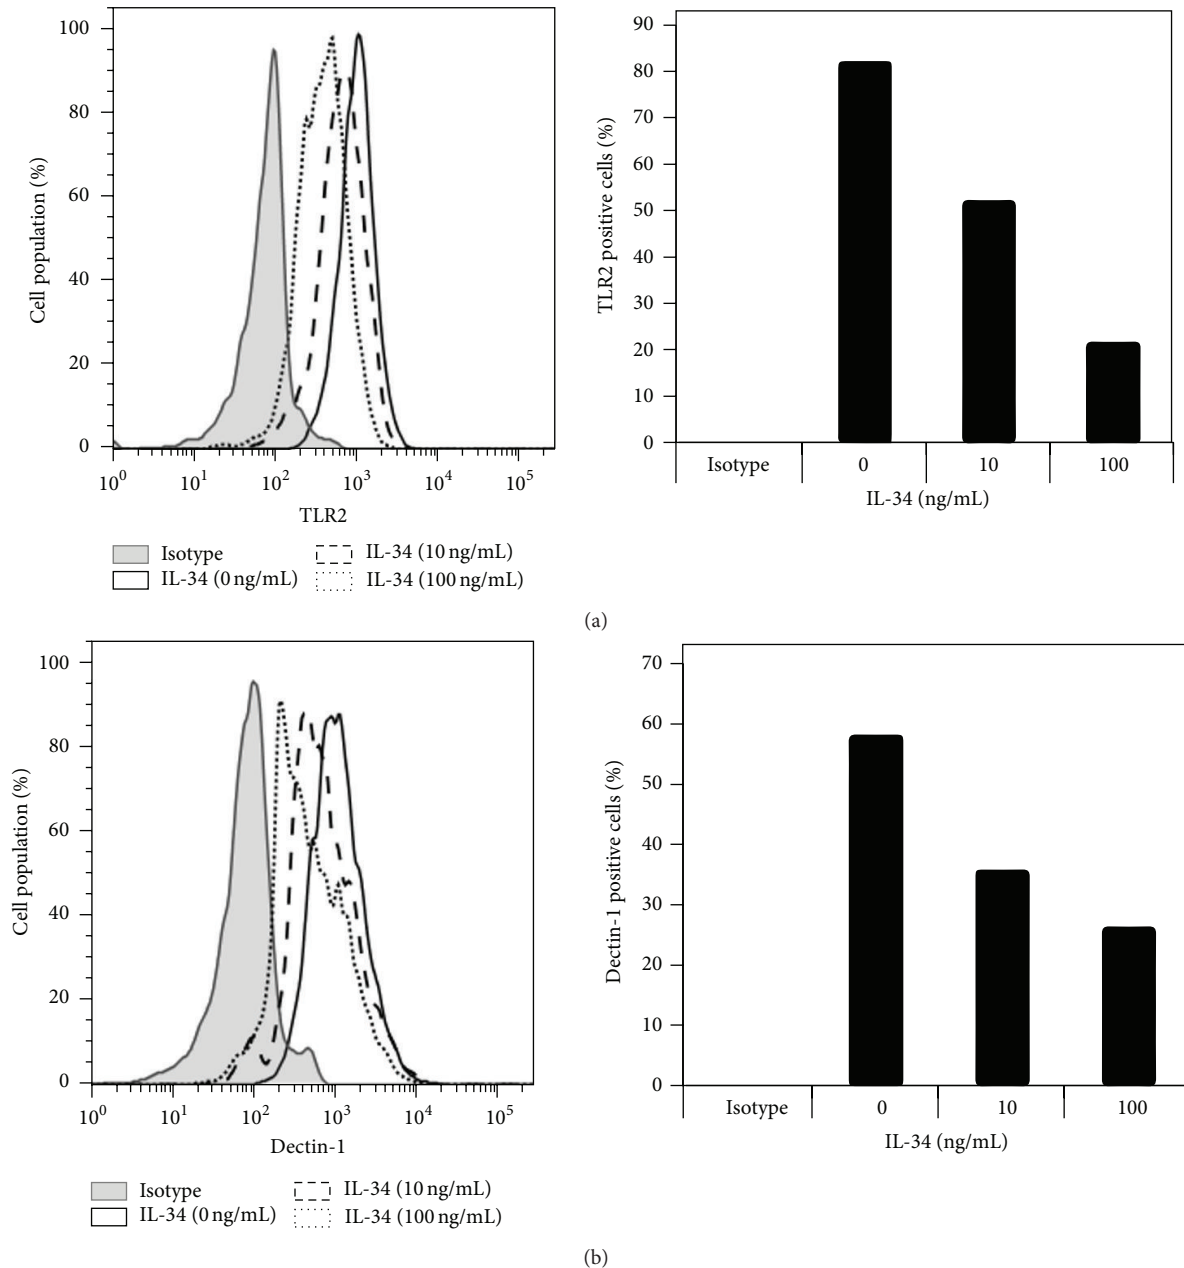 100
80
60
40
20
0
Cell population (%)
10⁰ 10¹ 10² 10³ 10⁴ 10⁵
TLR2
Isotype IL-34 (10 ng/mL)
IL-34 (0 ng/mL) IL-34 (100 ng/mL)
90
80
70
60
50
40
30
20
10
0
TLR2 positive cells (%)
Isotype 0 10 100
IL-34 (ng/mL)
(a)
100
80
60
40
20
0
Cell population (%)
10⁰ 10¹ 10² 10³ 10⁴ 10⁵
Dectin-1
Isotype IL-34 (10 ng/mL)
IL-34 (0 ng/mL) IL-34 (100 ng/mL)
70
60
50
40
30
20
10
0
Dectin-1 positive cells (%)
Isotype 0 10 100
IL-34 (ng/mL)
(b)